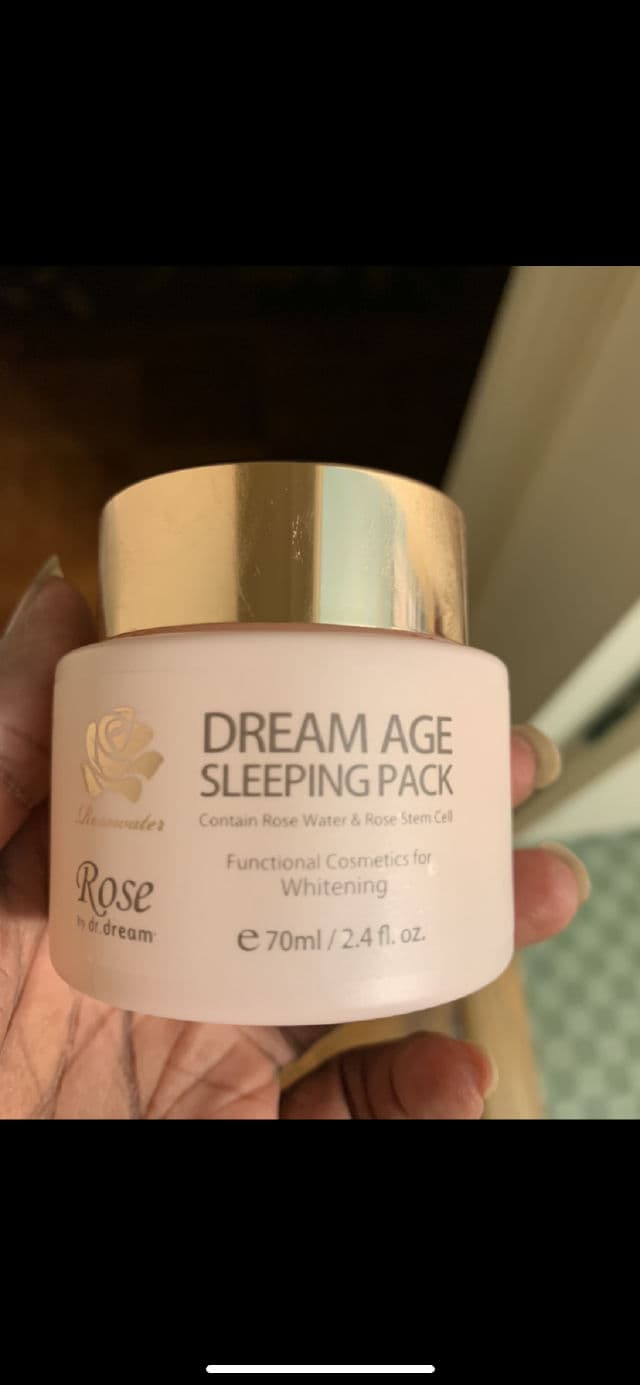 DREAM AGE
SLEEPING PACK
Contain Rose Water & Rose Stem Cell
Functional Cosmetics for
Whitening
e 70ml / 2.4 fl. oz.
Rosewater
Rose
by dr.dream